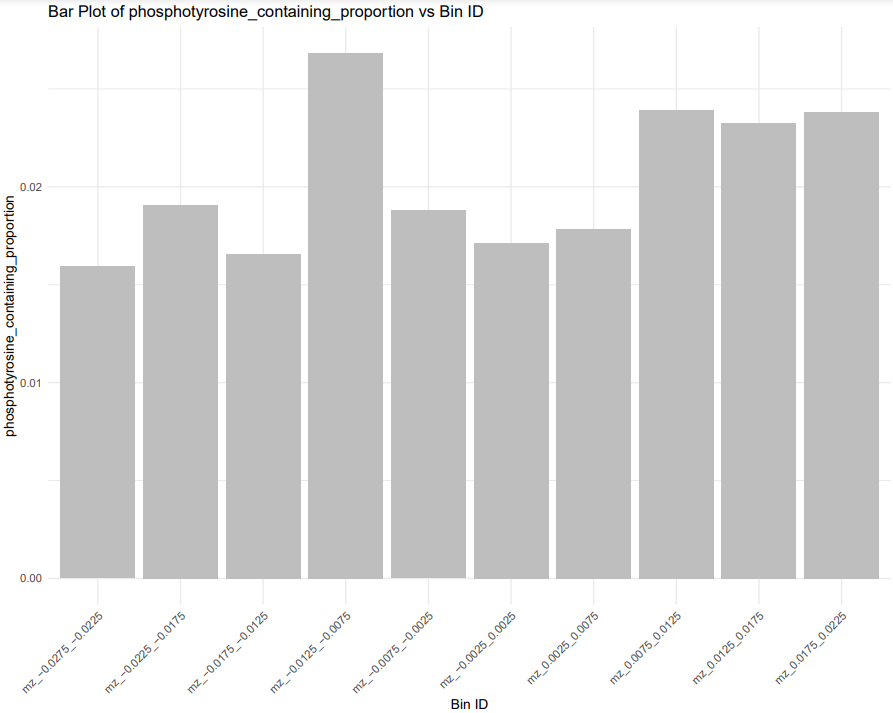 Bar Plot of phosphotyrosine_containing_proportion vs Bin ID
phosphotyrosine_containing_proportion
0.02
0.01
0.00
mz_−0.0275_−0.0225
mz_−0.0225_−0.0175
mz_−0.0175_−0.0125
mz_−0.0125_−0.0075
mz_−0.0075_−0.0025
mz_−0.0025_0.0025
mz_0.0025_0.0075
mz_0.0075_0.0125
mz_0.0125_0.0175
mz_0.0175_0.0225
Bin ID